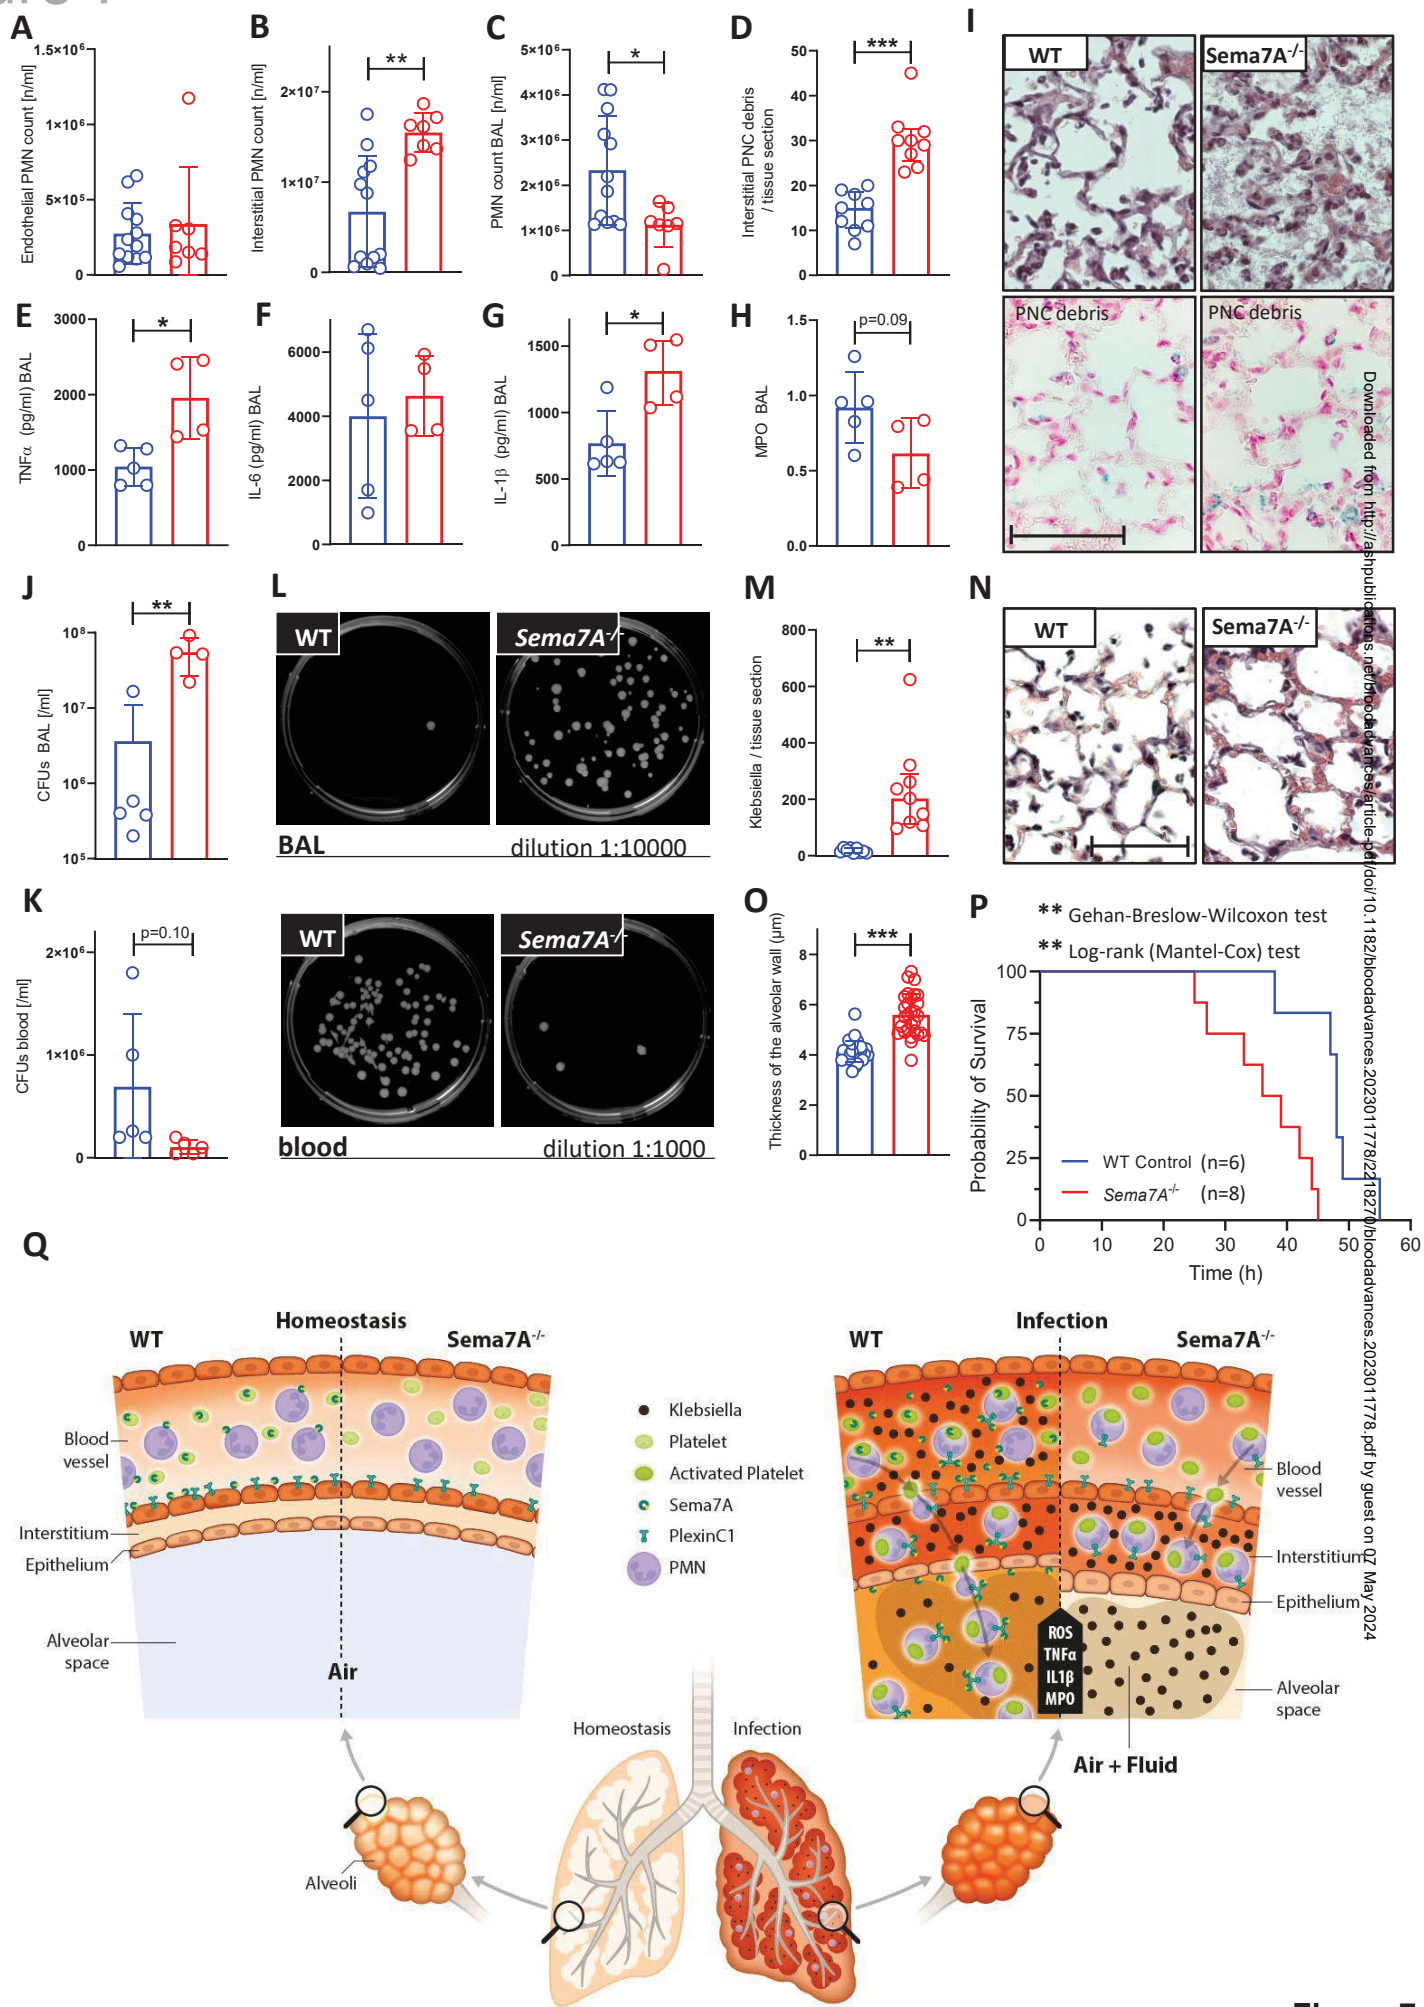 A
Endothelial PMN count [n/ml]
1.5×10⁶
1×10⁶
5×10⁵
0
B
**
Interstitial PMN count [n/ml]
2×10⁷
1×10⁷
0
C
*
PMN count BAL [n/ml]
5×10⁶
4×10⁶
3×10⁶
2×10⁶
1×10⁶
0
D
***
Interstitial PNC debris
/ tissue section
50
40
30
20
10
0
I
WT
Sema7A-/-
PNC debris
PNC debris
E
*
TNFα (pg/ml) BAL
3000
2000
1000
0
F
IL-6 (pg/ml) BAL
6000
4000
2000
0
G
*
IL-1β (pg/ml) BAL
1500
1000
500
0
H
p=0.09
MPO BAL
1.5
1.0
0.5
0.0
J
**
CFUs BAL [/ml]
10⁸
10⁷
10⁶
10⁵
L
WT
Sema7A-/-
BAL
dilution 1:10000
M
**
Klebsiella / tissue section
800
600
400
200
0
N
WT
Sema7A-/-
K
p=0.10
CFUs blood [/ml]
2×10⁶
1×10⁶
0
WT
Sema7A-/-
blood
dilution 1:1000
O
***
Thickness of the alveolar wall (µm)
8
6
4
2
0
P
** Gehan-Breslow-Wilcoxon test
** Log-rank (Mantel-Cox) test
Probability of Survival
100
75
50
25
0
WT Control (n=6)
Sema7A-/- (n=8)
0 10 20 30 40 50 60
Time (h)
Downloaded from http://ashpublications.net/bloodadvances/article-pdf/doi/10.1182/bloodadvances.2023011778/2218270/bloodadvances.2023011778.pdf by guest on 07 May 2024
Q
Homeostasis
WT
Sema7A-/-
Blood
vessel
Interstitium
Epithelium
Alveolar
space
Air
Klebsiella
Platelet
Activated Platelet
Sema7A
PlexinC1
PMN
Infection
WT
Sema7A-/-
Blood
vessel
Interstitium
Epithelium
Alveolar
space
ROS
TNFα
IL1β
MPO
Air + Fluid
Homeostasis
Infection
Alveoli